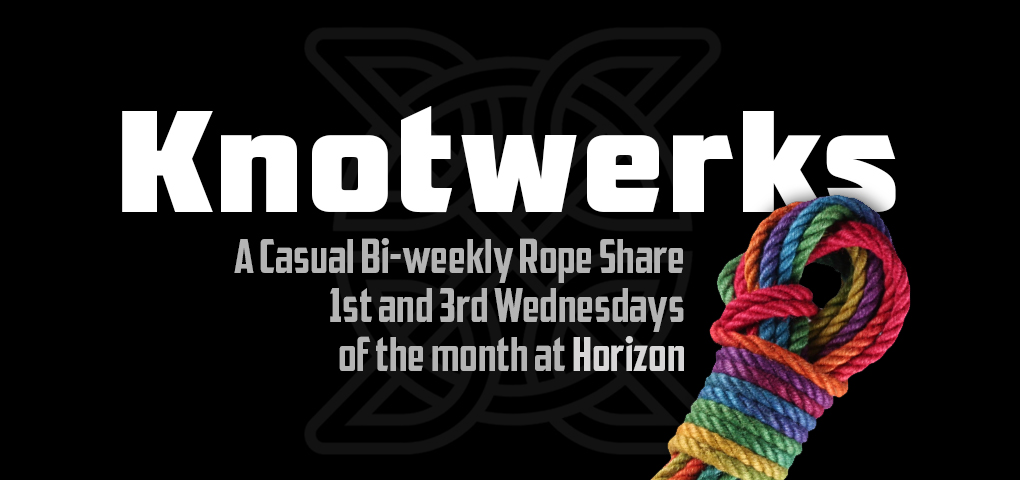 Knotwerks
A Casual Bi-weekly Rope Share
1st and 3rd Wednesdays
of the month at Horizon